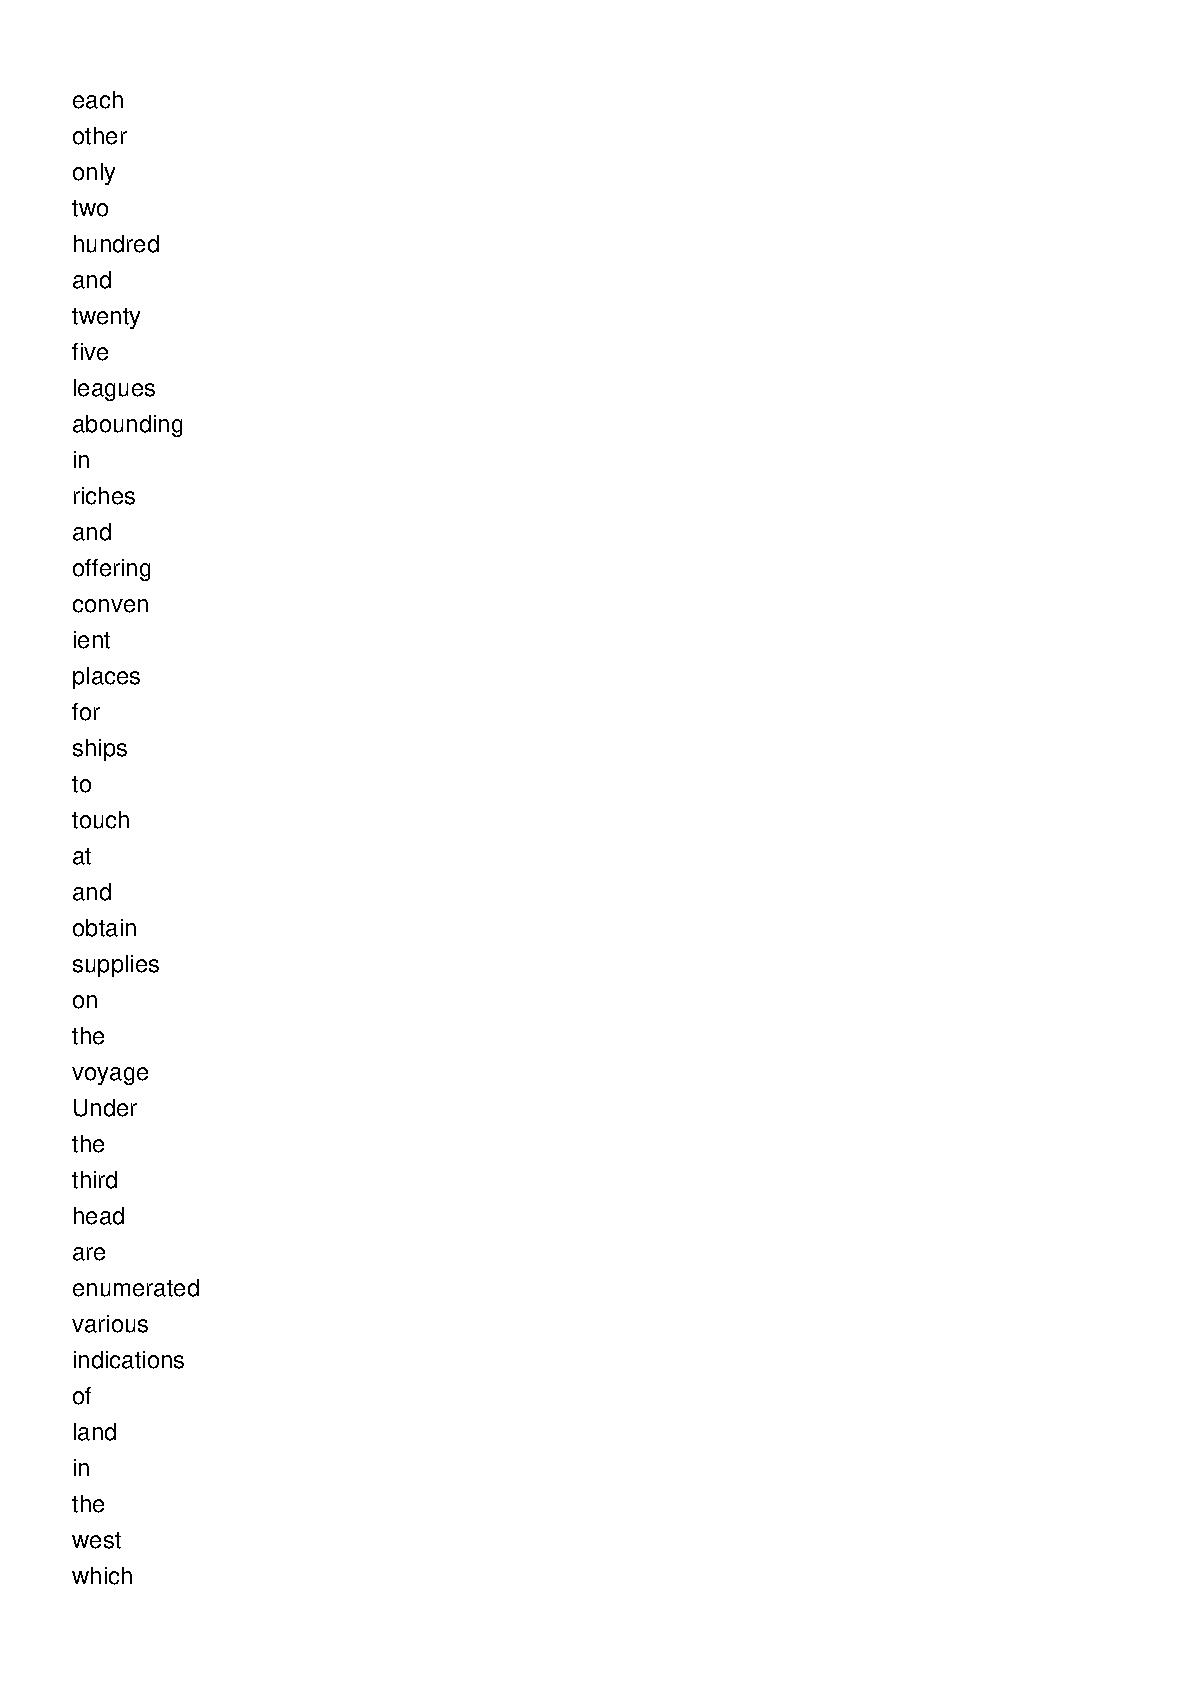 each
other
only
two
hundred
and
twenty
five
leagues
abounding
in
riches
and
offering
conven
ient
places
for
ships
to
touch
at
and
obtain
supplies
on
the
voyage
Under
the
third
head
are
enumerated
various
indications
of
land
in
the
west
which